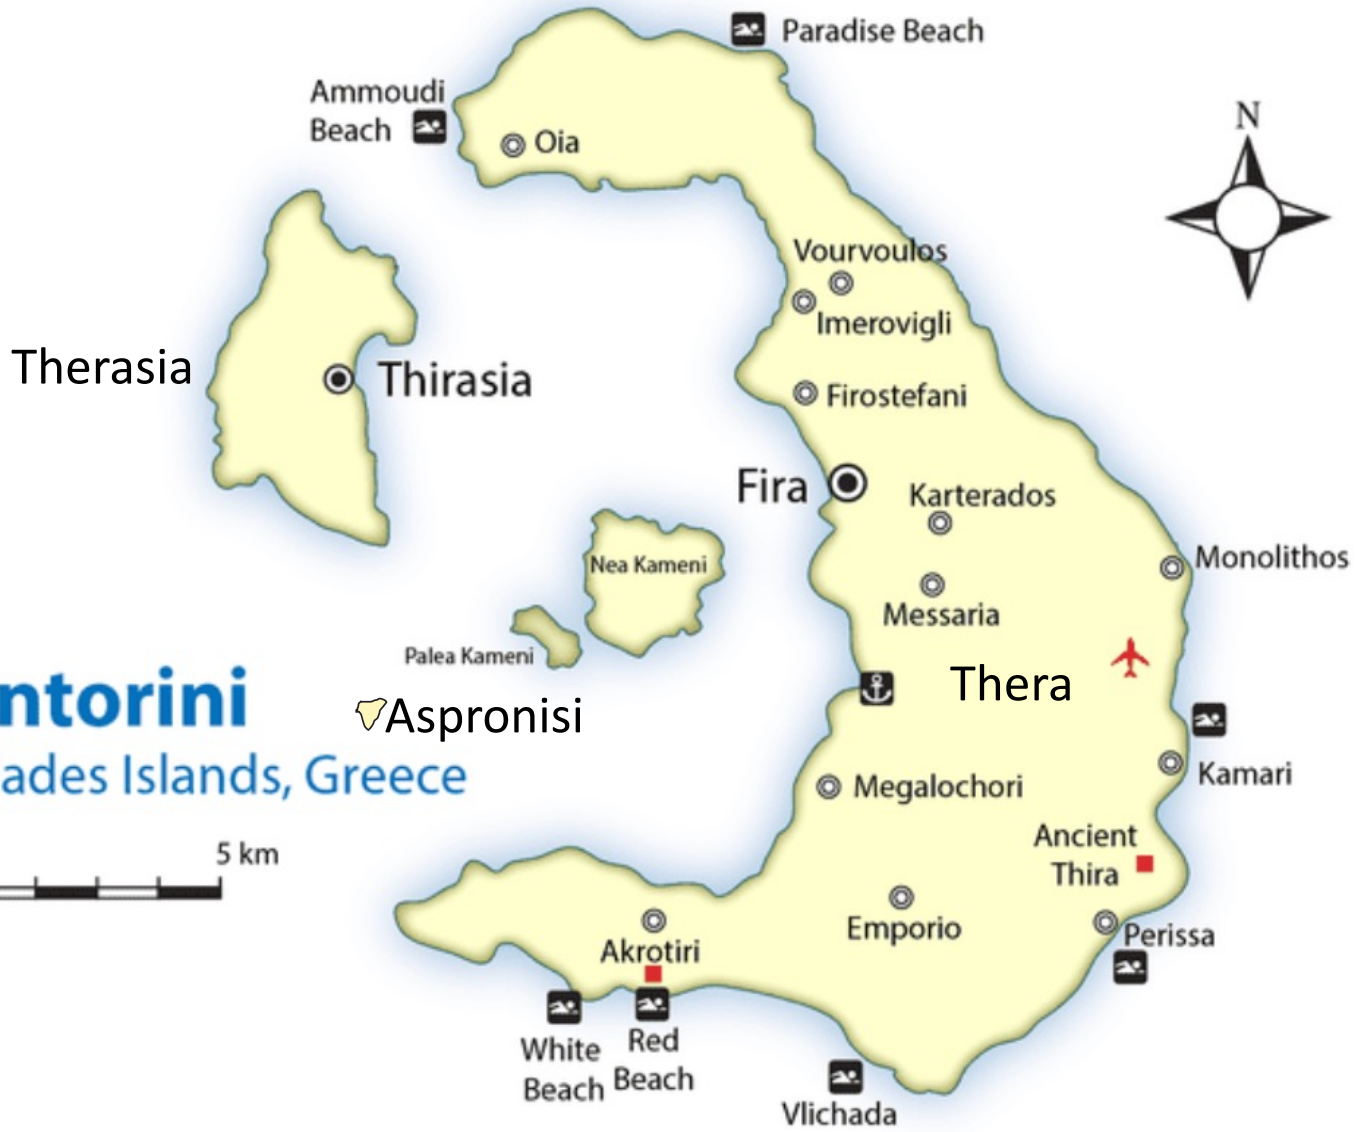 Paradise Beach
Ammoudi
Beach
Oia
N
Vourvoulos
Imerovigli
Therasia
Thirasia
Firostefani
Fira
Karterados
Monolithos
Nea Kameni
Messaria
Palea Kameni
Thera
ntorini
Aspronisi
ades Islands, Greece
Kamari
Megalochori
5 km
Ancient
Thira
Emporio
Perissa
Akrotiri
White
Beach
Red
Beach
Vlichada